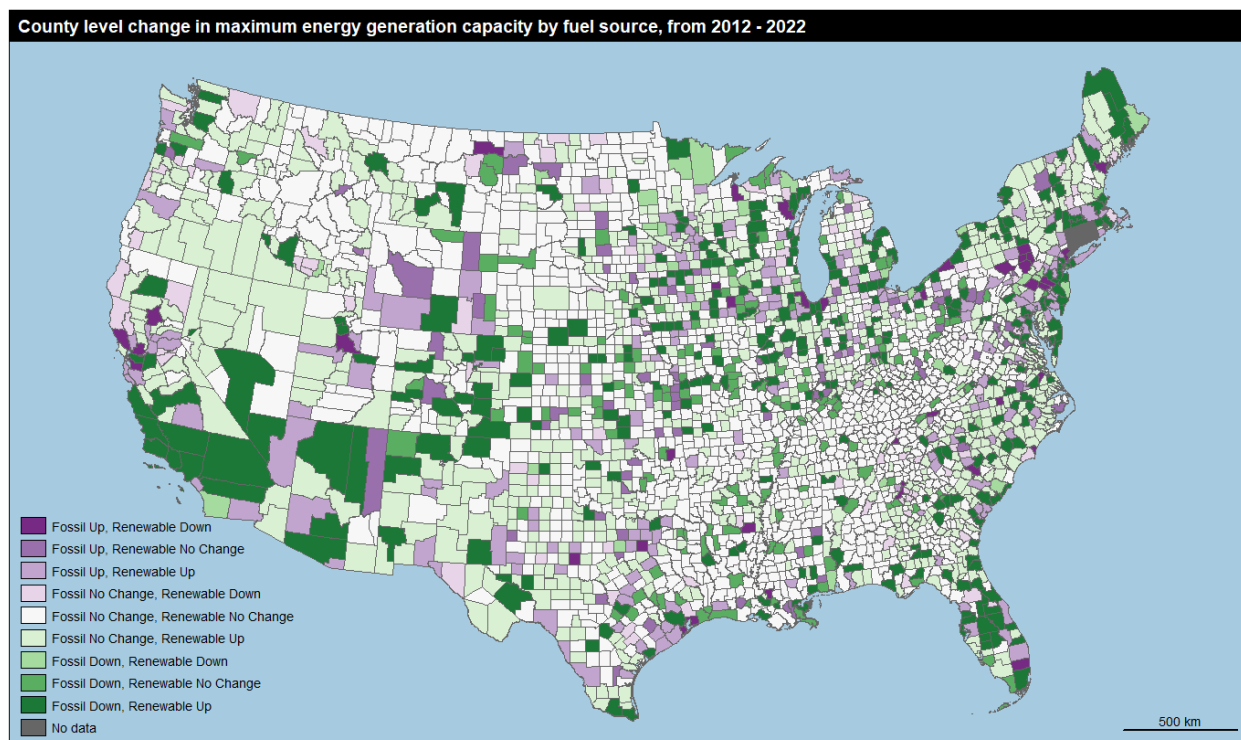 County level change in maximum energy generation capacity by fuel source, from 2012 - 2022
Fossil Up, Renewable Down
Fossil Up, Renewable No Change
Fossil Up, Renewable Up
Fossil No Change, Renewable Down
Fossil No Change, Renewable No Change
Fossil No Change, Renewable Up
Fossil Down, Renewable Down
Fossil Down, Renewable No Change
Fossil Down, Renewable Up
No data
500 km